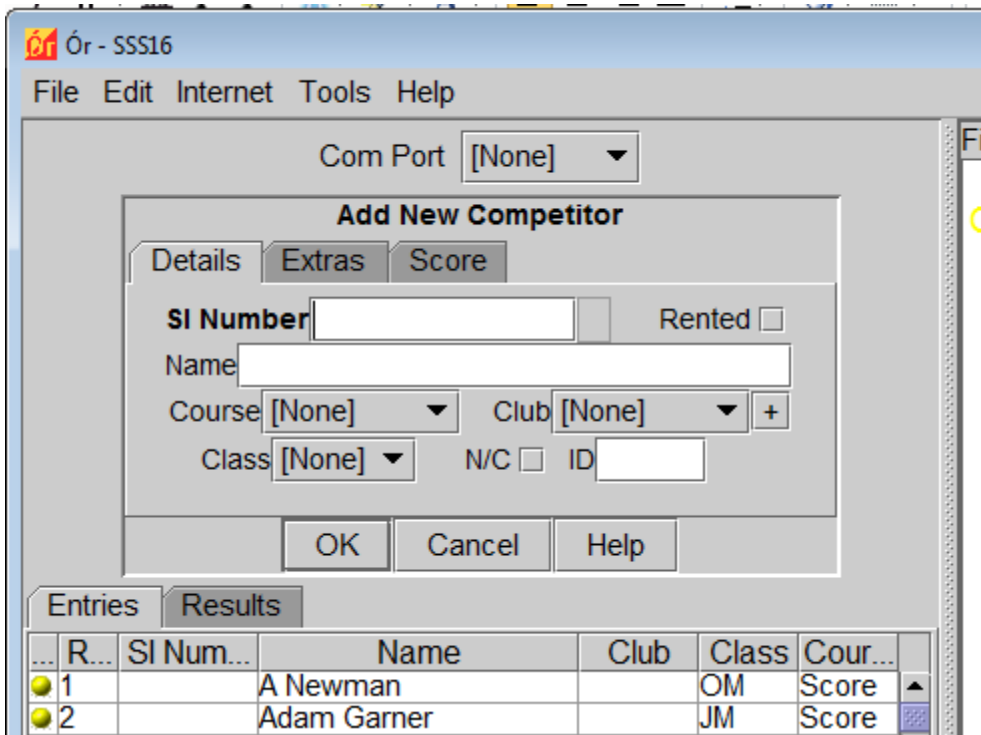 Ór Ór - SSS16
File Edit Internet Tools Help
Com Port [None]
Add New Competitor
Details Extras Score
SI Number Rented
Name
Course [None] Club [None] +
Class [None] N/C ID
OK Cancel Help
Entries Results
... R... SI Num... Name Club Class Cour...
1 A Newman OM Score
2 Adam Garner JM Score